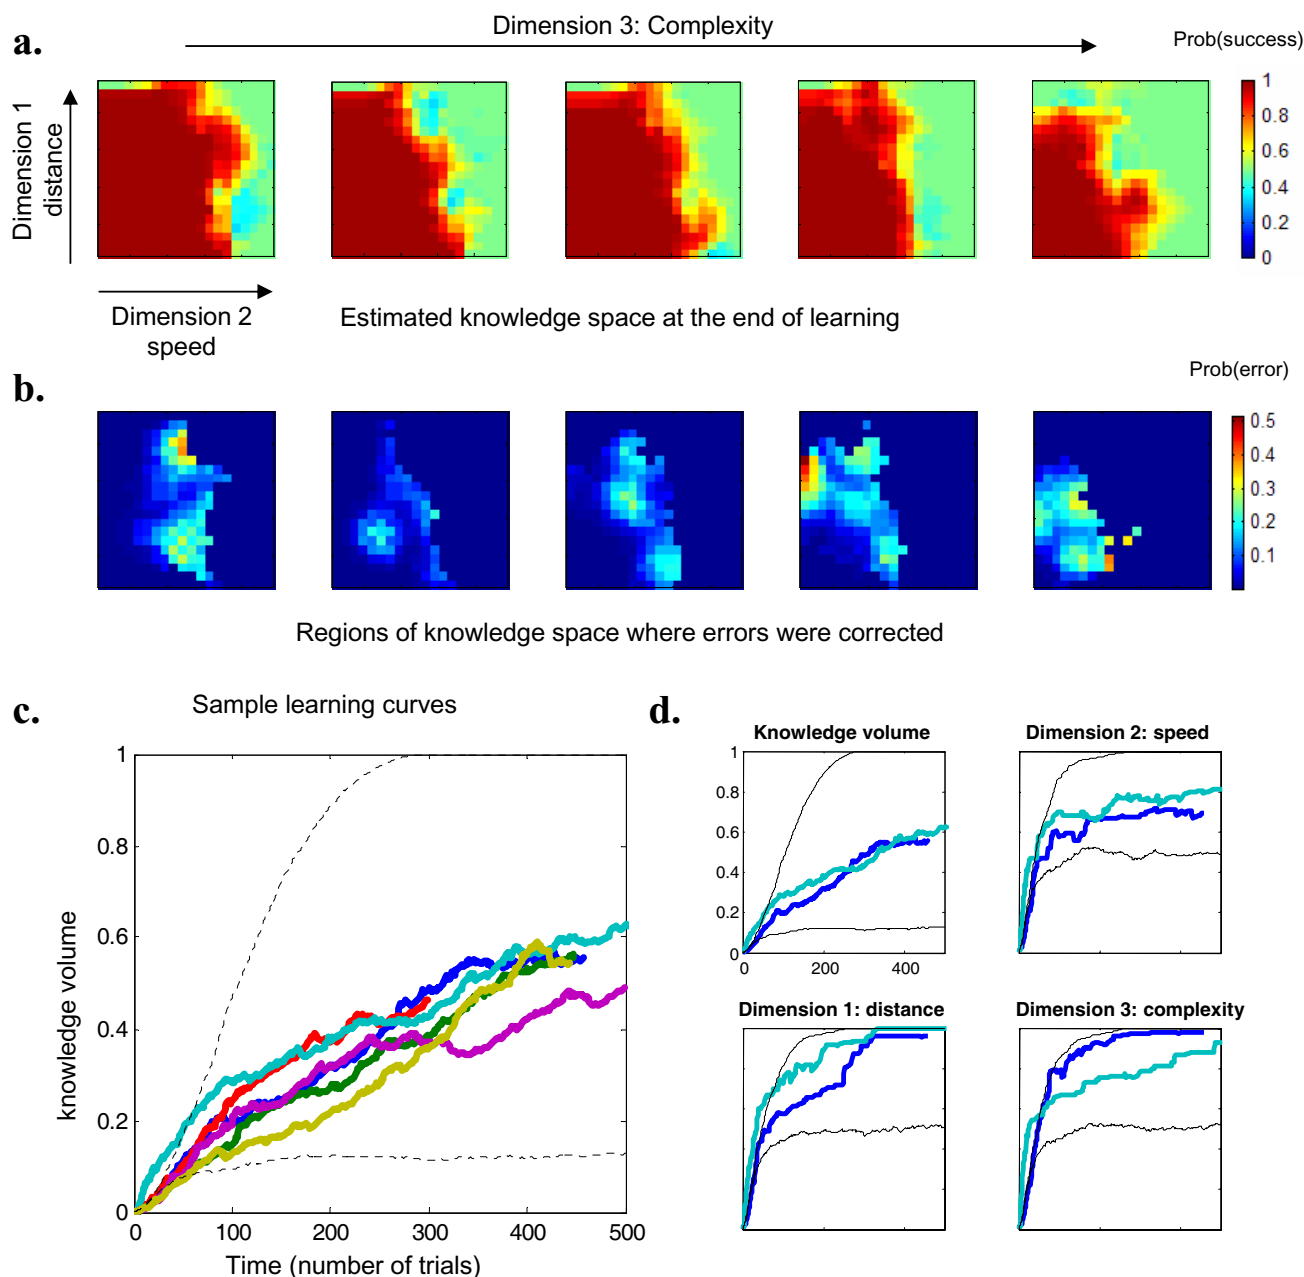 a.
Dimension 3: Complexity
Prob(success)
Dimension 1
distance
1
0.8
0.6
0.4
0.2
0
Dimension 2
speed
Estimated knowledge space at the end of learning
Prob(error)
b.
0.5
0.4
0.3
0.2
0.1
Regions of knowledge space where errors were corrected
c.
Sample learning curves
knowledge volume
1
0.8
0.6
0.4
0.2
0
0 100 200 300 400 500
Time (number of trials)
d.
Knowledge volume
1
0.8
0.6
0.4
0.2
0
0 200 400
Dimension 2: speed
Dimension 1: distance
Dimension 3: complexity